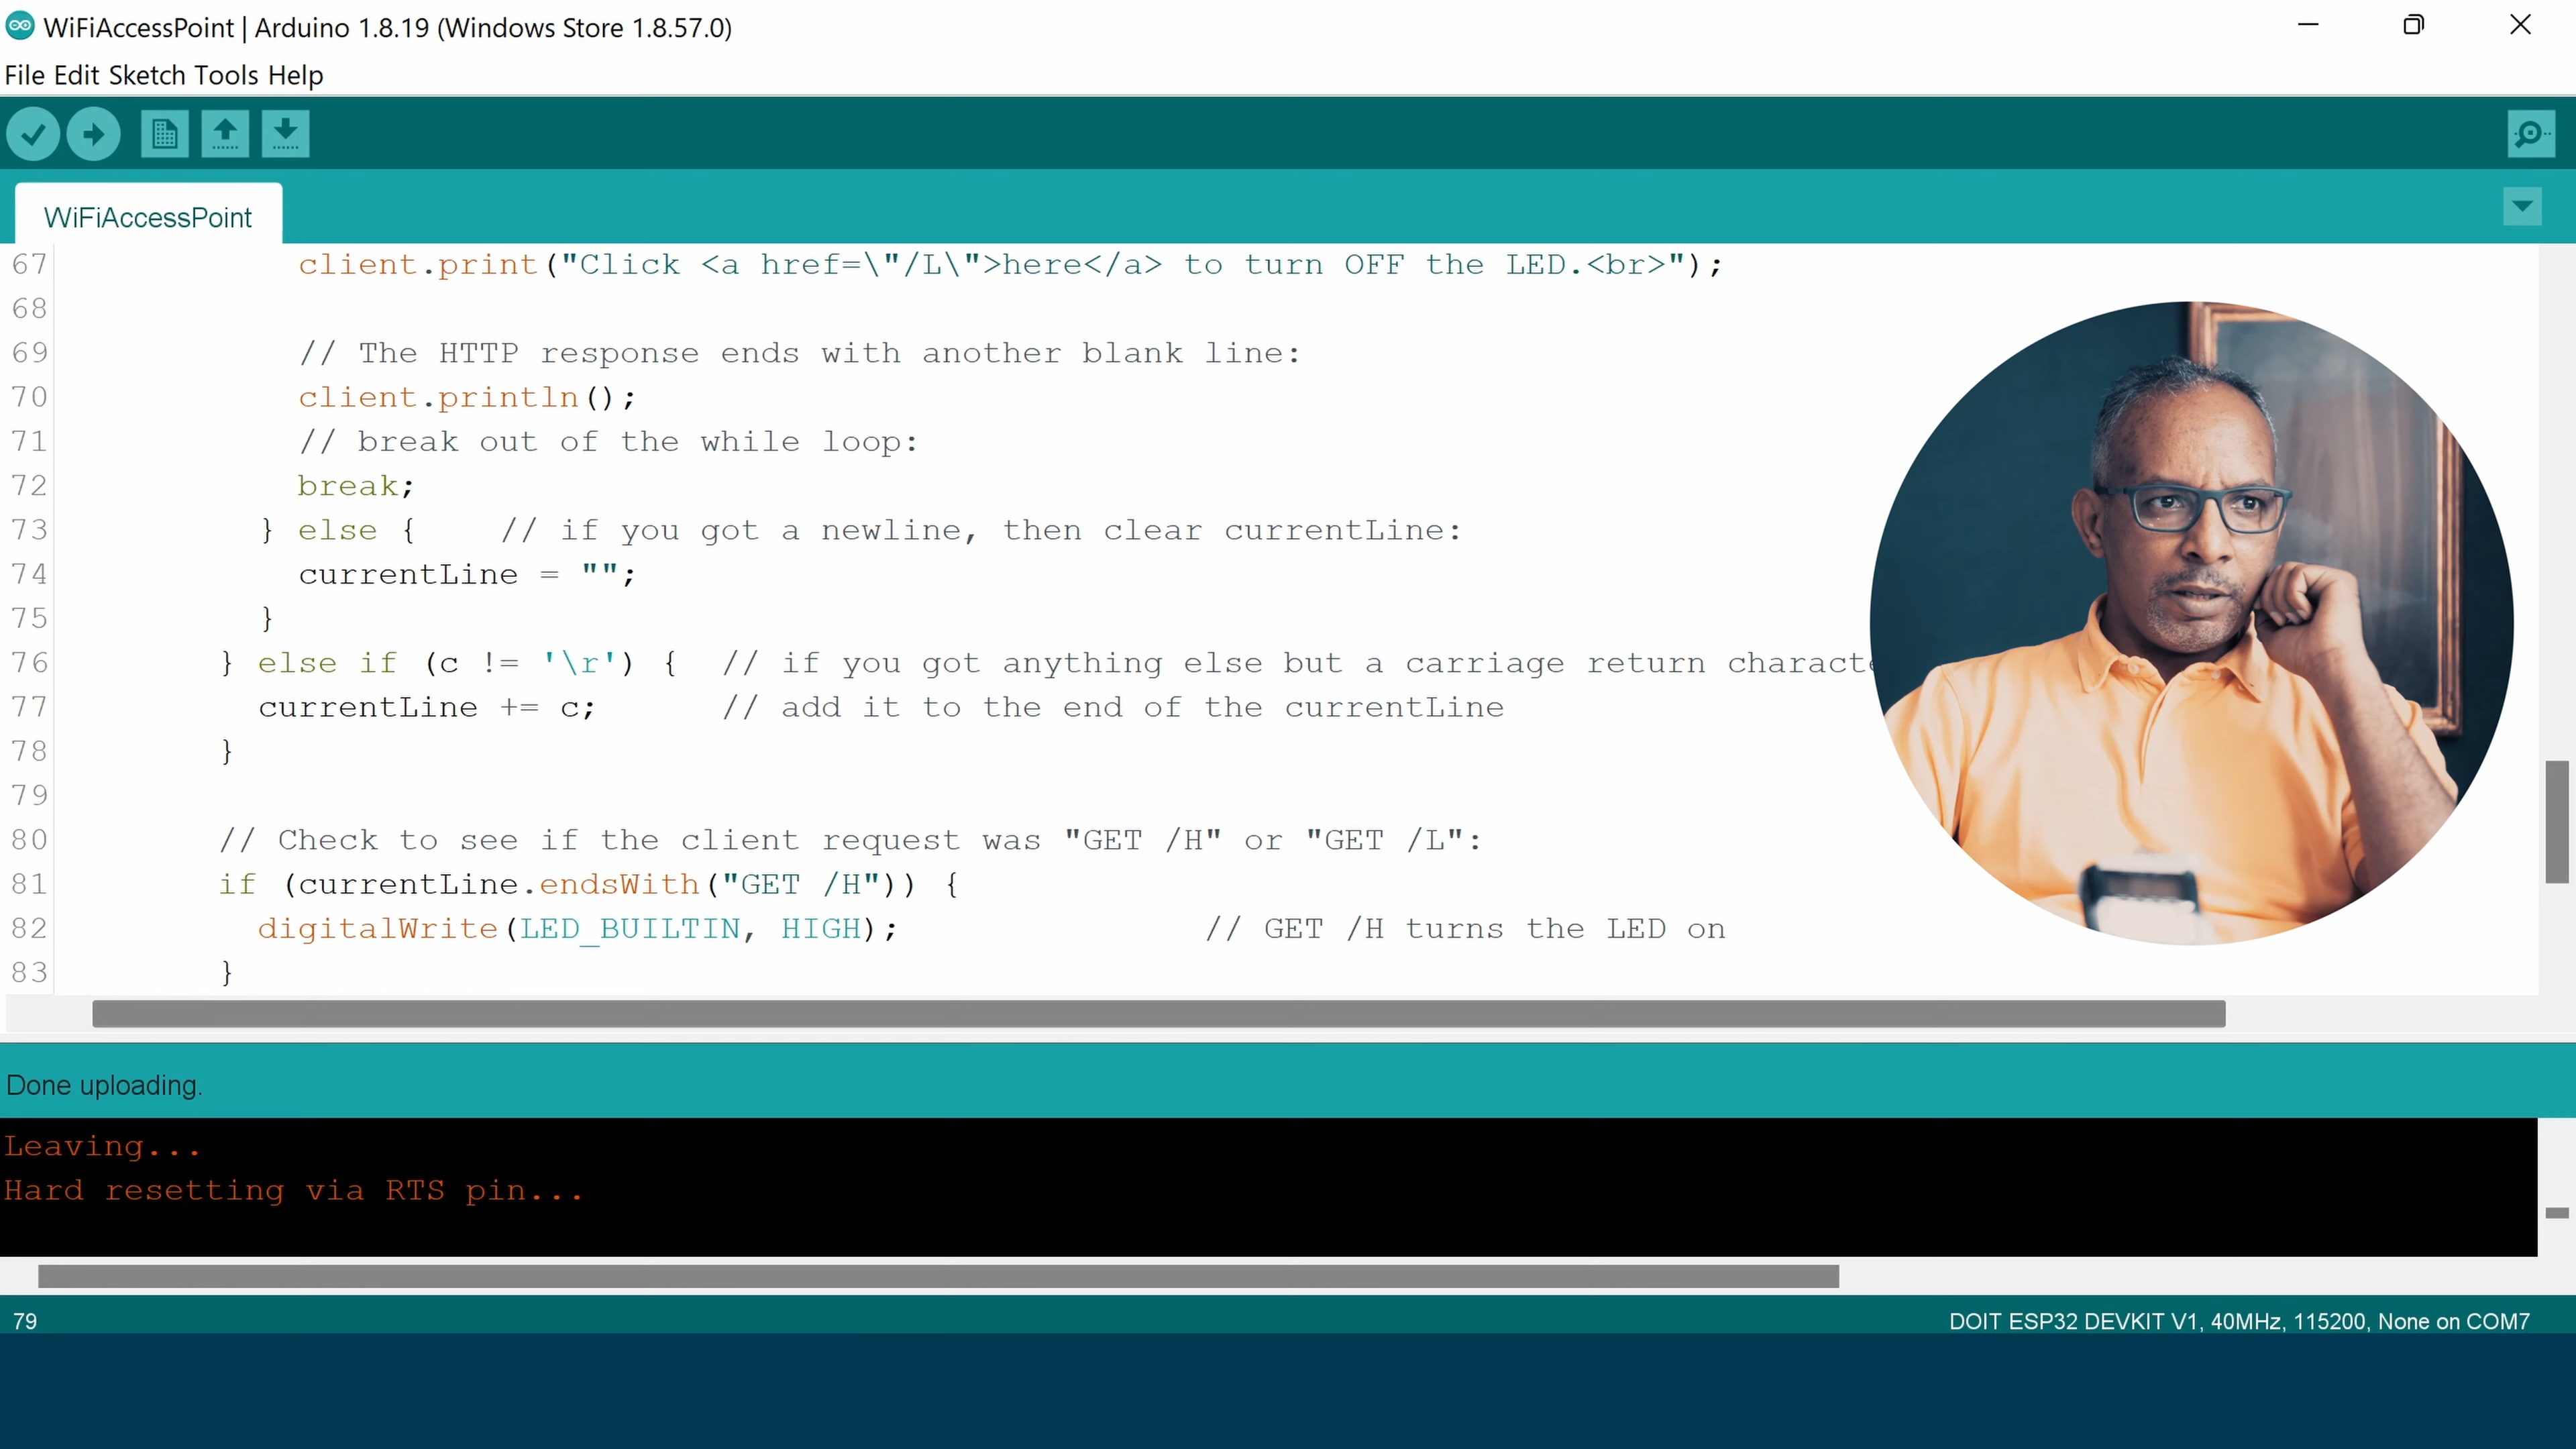 WiFiAccessPoint | Arduino 1.8.19 (Windows Store 1.8.57.0)
File Edit Sketch Tools Help
WiFiAccessPoint
67 client.print("Click <a href=\"/L\">here</a> to turn OFF the LED.<br>");
68
69 // The HTTP response ends with another blank line:
70 client.println();
71 // break out of the while loop:
72 break;
73 } else { // if you got a newline, then clear currentLine:
74 currentLine = "";
75 }
76 } else if (c != '\r') { // if you got anything else but a carriage return characte
77 currentLine += c; // add it to the end of the currentLine
78 }
79
80 // Check to see if the client request was "GET /H" or "GET /L":
81 if (currentLine.endsWith("GET /H")) {
82 digitalWrite(LED_BUILTIN, HIGH); // GET /H turns the LED on
83 }
Done uploading.
Leaving...
Hard resetting via RTS pin...
79 DOIT ESP32 DEVKIT V1, 40MHz, 115200, None on COM7